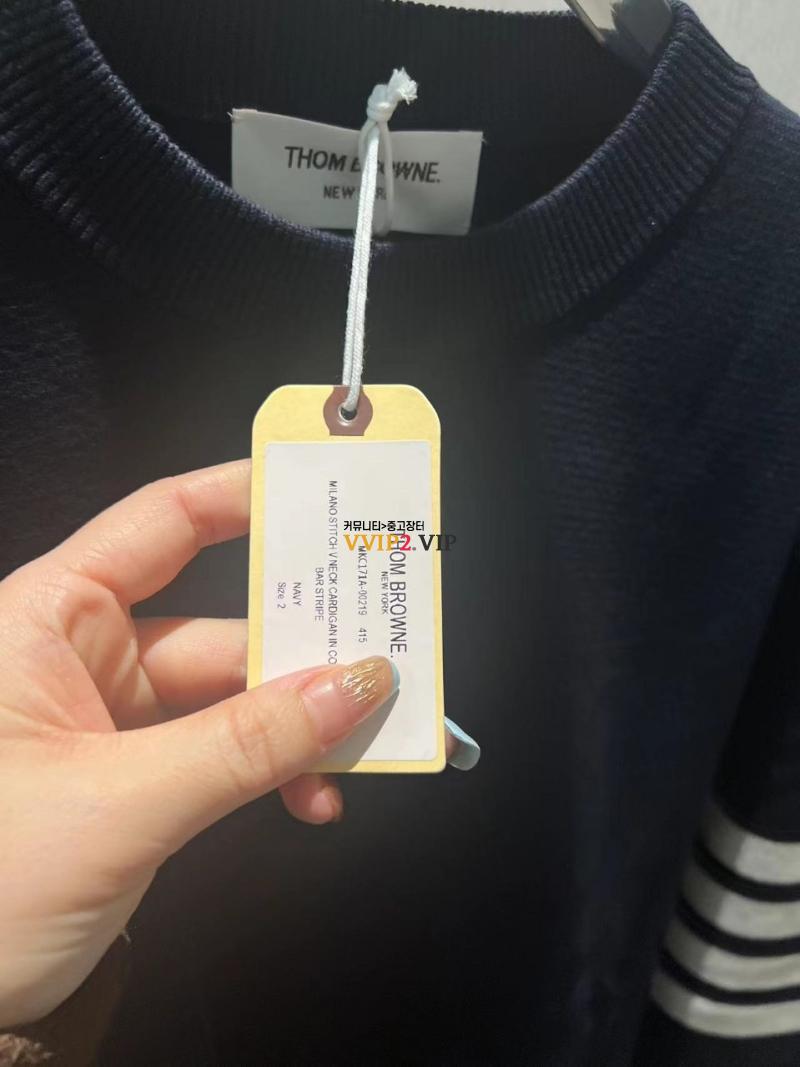 THOM BROWNE.
NEW YORK
커뮤니티>중고장터
VVIP2.VIP
THOM BROWNE.
NEW YORK
MKC171A-00219 415
MILANO STITCH V NECK CARDIGAN IN CO
BAR STRIPE
NAVY
Size 2